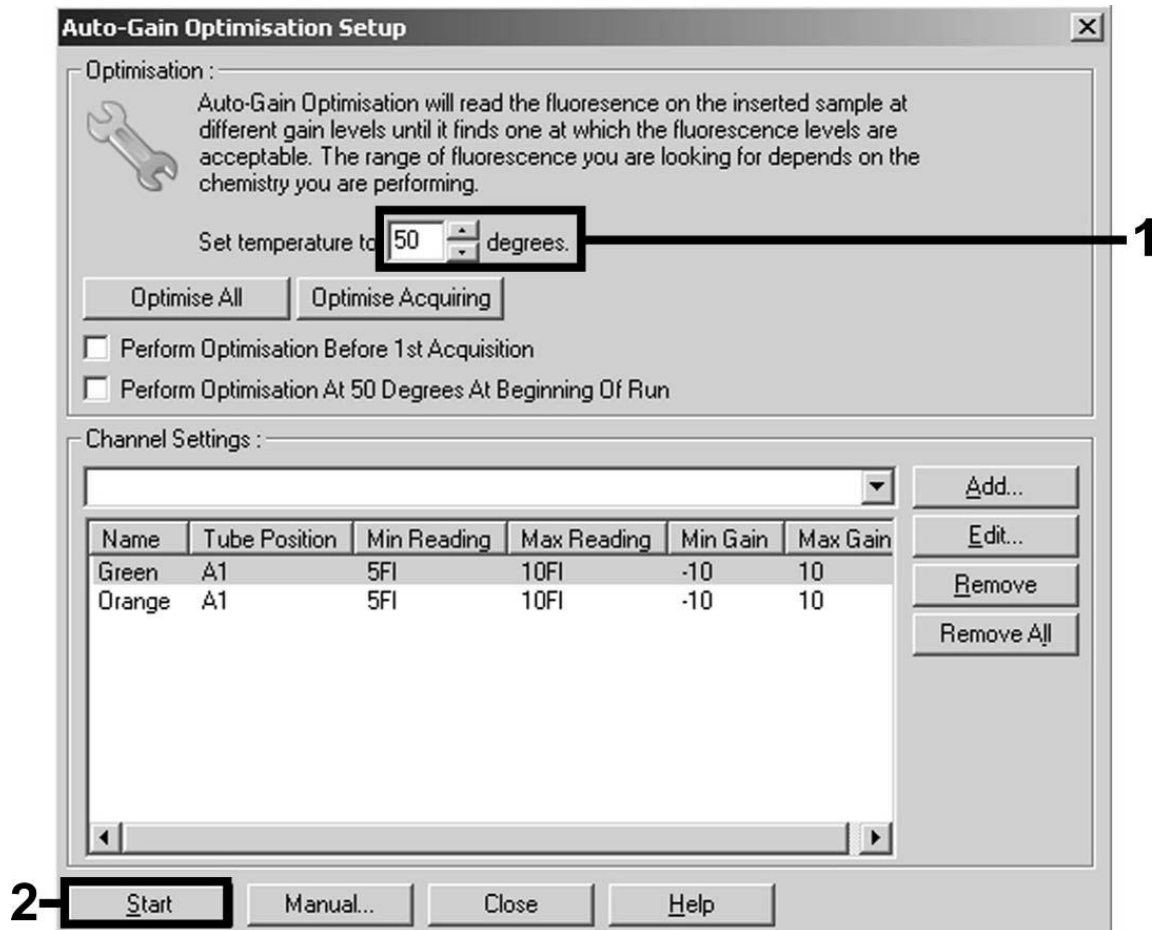 Auto-Gain Optimisation Setup
Optimisation :
Auto-Gain Optimisation will read the fluoresence on the inserted sample at
different gain levels until it finds one at which the fluorescence levels are
acceptable. The range of fluorescence you are looking for depends on the
chemistry you are performing.
Set temperature to 50 degrees.
1
Optimise All Optimise Acquiring
Perform Optimisation Before 1st Acquisition
Perform Optimisation At 50 Degrees At Beginning Of Run
Channel Settings :
Add...
Name Tube Position Min Reading Max Reading Min Gain Max Gain
Edit...
Green A1 5Fl 10Fl -10 10
Remove
Orange A1 5Fl 10Fl -10 10
Remove All
2 Start Manual... Close Help